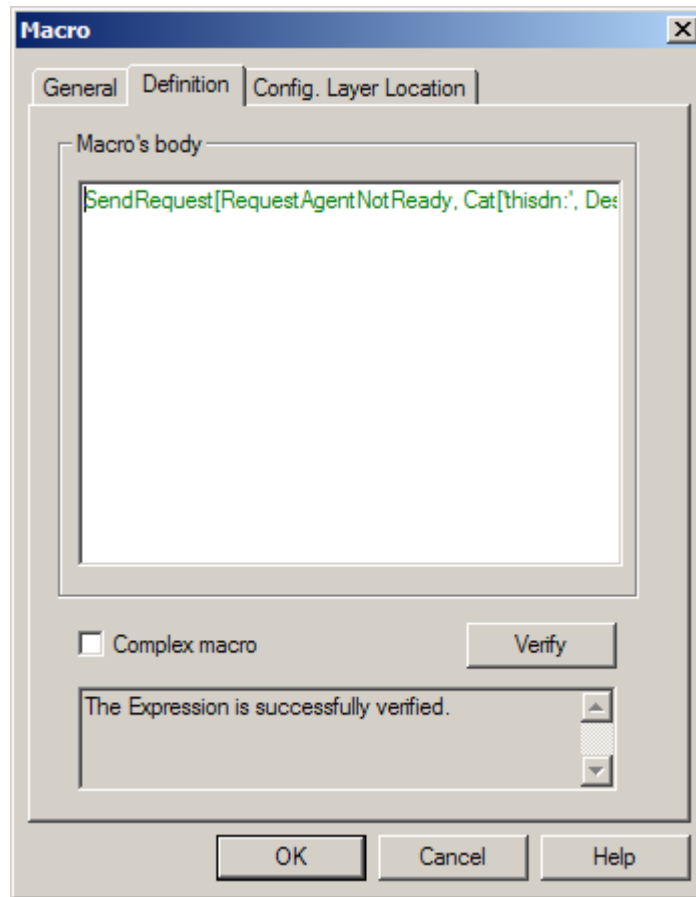 Macro
General Definition Config. Layer Location
Macro's body
SendRequest[RequestAgentNotReady, Cat['thisdn:', Des
Complex macro Verify
The Expression is successfully verified.
OK Cancel Help